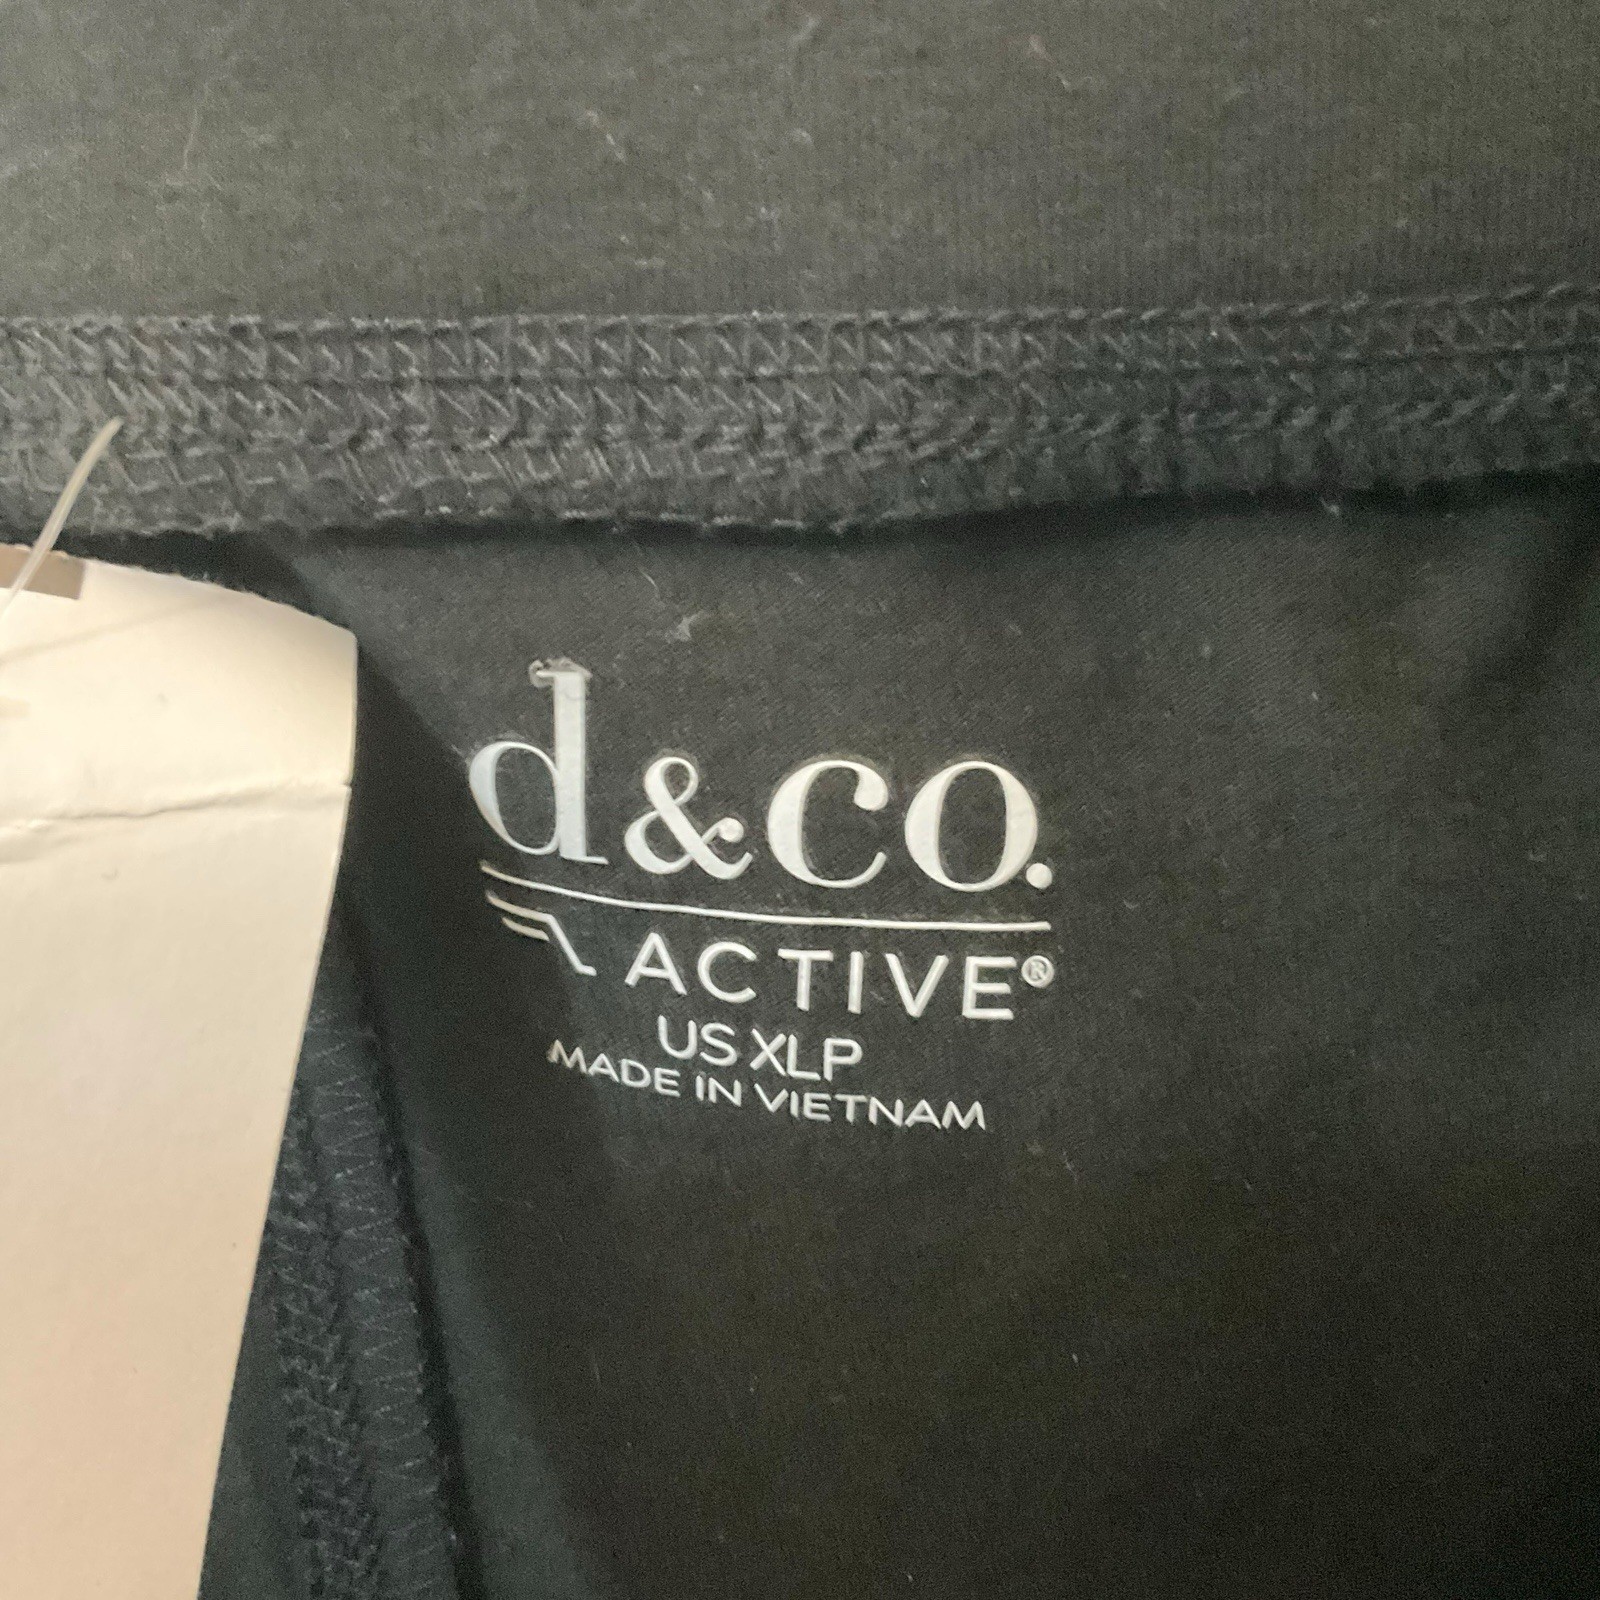 d&co.
ACTIVE®
US XLP
MADE IN VIETNAM